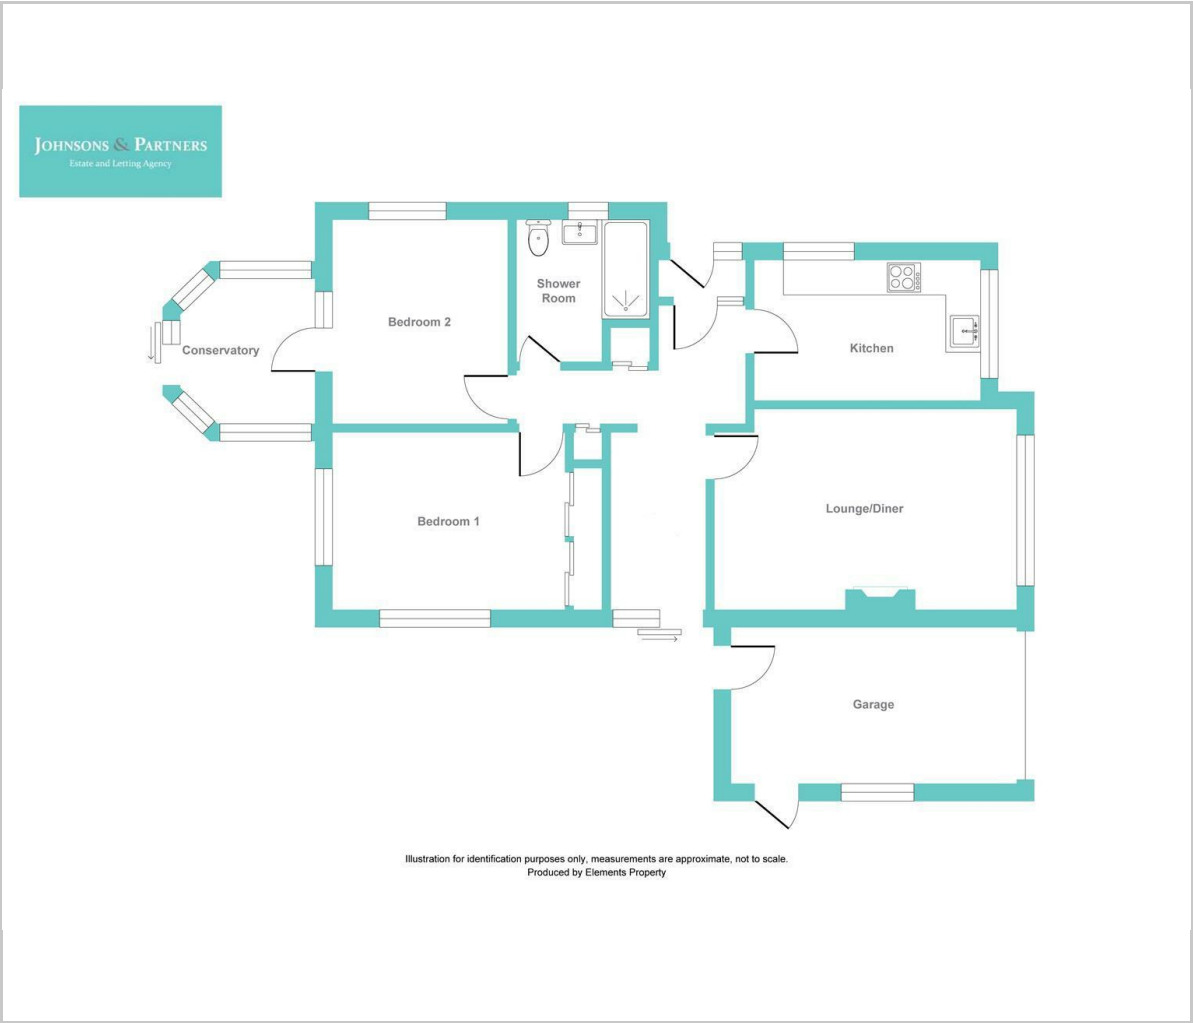 JOHNSONS & PARTNERS
Estate and Letting Agency
Shower
Room
Bedroom 2
Conservatory
Kitchen
Lounge/Diner
Bedroom 1
Garage
Illustration for identification purposes only, measurements are approximate, not to scale.
Produced by Elements Property